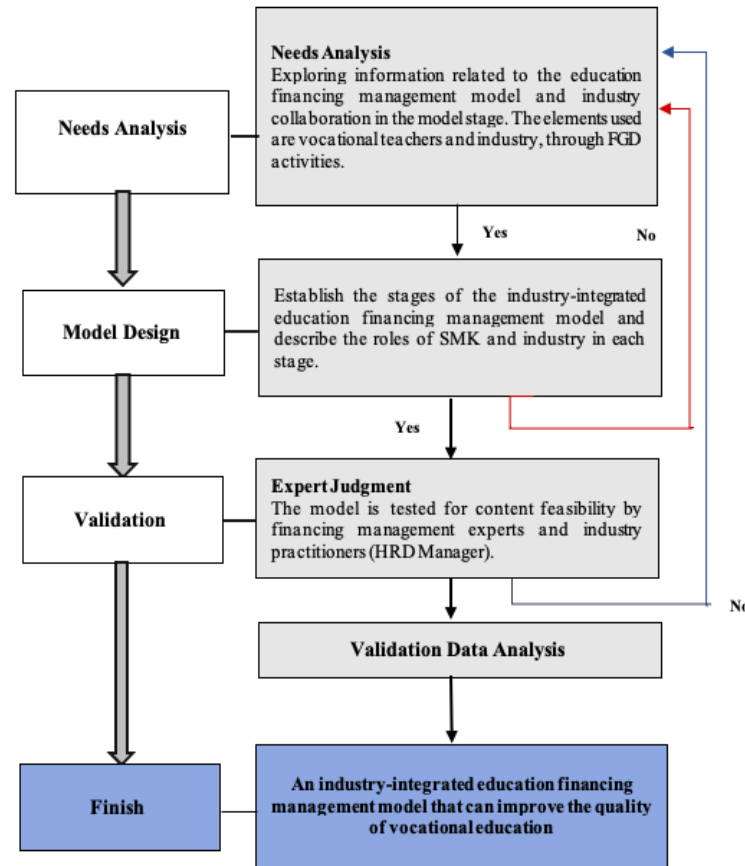 Needs Analysis
Needs Analysis
Exploring information related to the education
financing management model and industry
collaboration in the model stage. The elements used
are vocational teachers and industry, through FGD
activities.
Yes
No
Model Design
Establish the stages of the industry-integrated
education financing management model and
describe the roles of SMK and industry in each
stage.
Yes
Validation
Expert Judgment
The model is tested for content feasibility by
financing management experts and industry
practitioners (HRD Manager).
No
Validation Data Analysis
Finish
An industry-integrated education financing
management model that can improve the quality
of vocational education